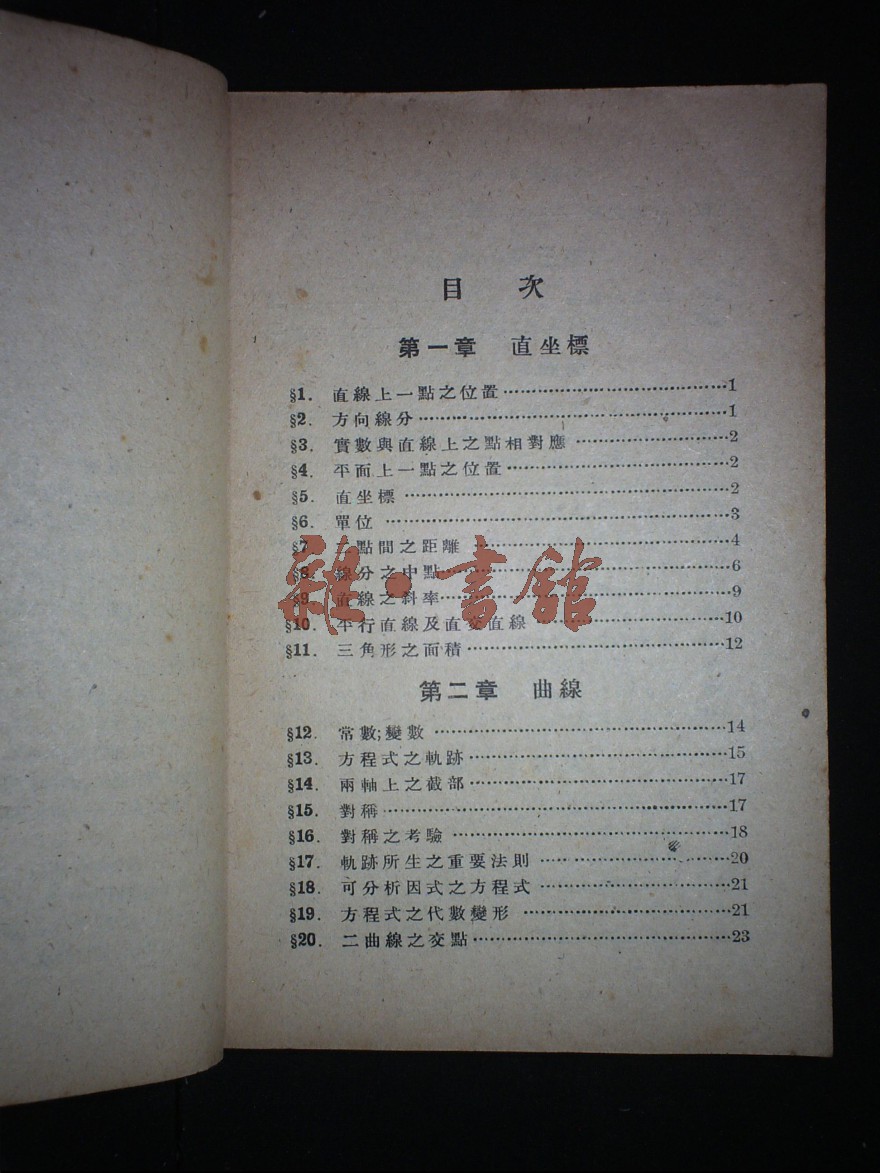 目 次
第一章 直坐標
§1. 直線上一點之位置……1
§2. 方向線分……1
§3. 實數與直線上之點相對應……2
§4. 平面上一點之位置……2
§5. 直坐標……2
§6. 單位……3
§7 二點間之距離……4
§8. 線分之中點……6
§9 直線之斜率……9
§10. 平行直線及直交直線……10
§11. 三角形之面積……12
雜·書館
第二章 曲線
§12. 常數;變數……14
§13. 方程式之軌跡……15
§14. 兩軸上之截部……17
§15. 對稱……17
§16. 對稱之考驗……18
§17. 軌跡所生之重要法則……20
§18. 可分析因式之方程式……21
§19. 方程式之代數變形……21
§20. 二曲線之交點……23